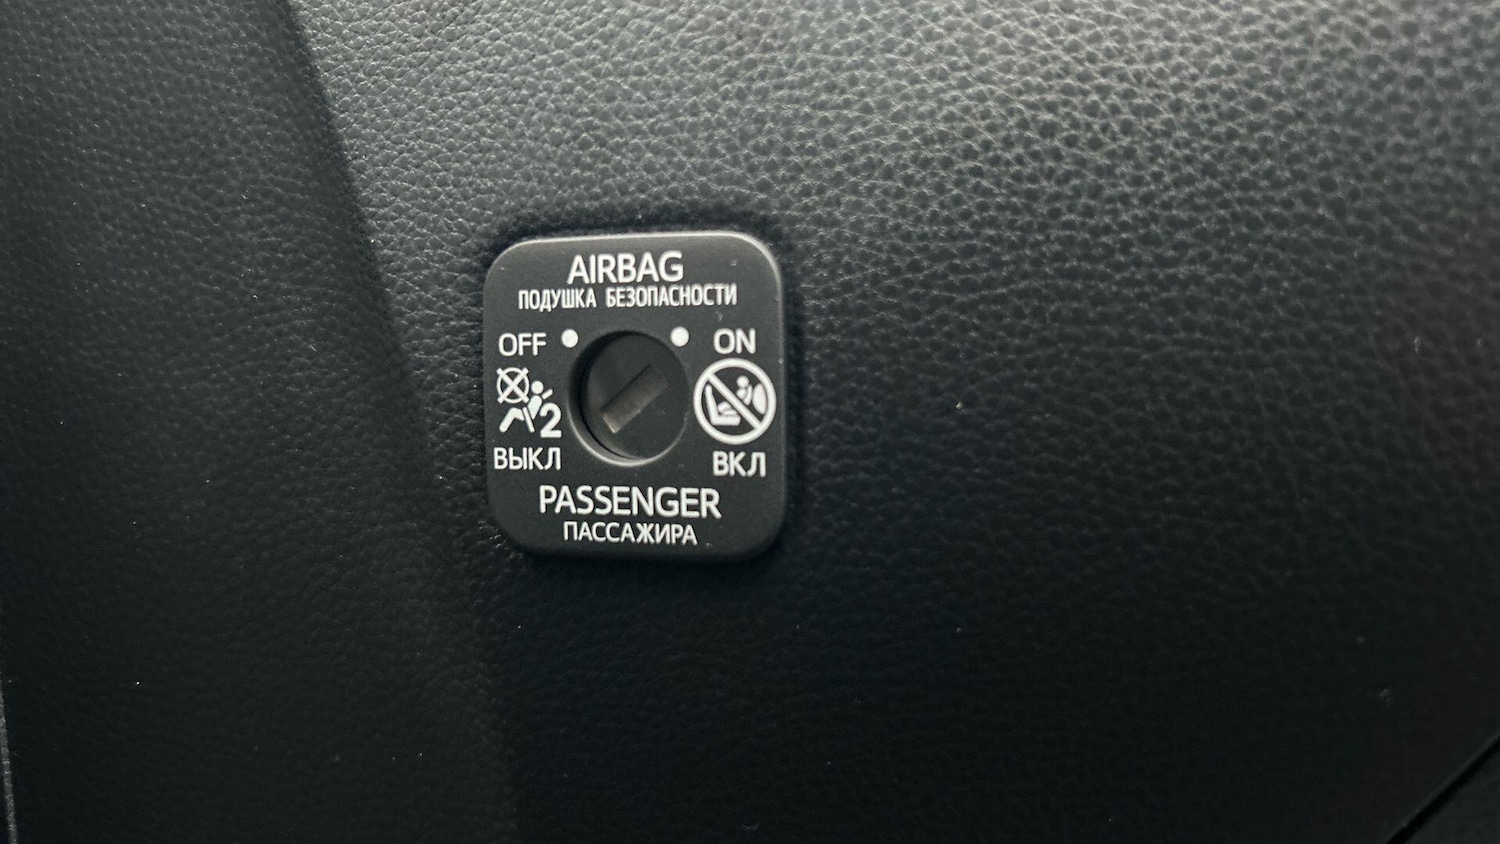 AIRBAG
ПОДУШКА БЕЗОПАСНОСТИ
OFF ON
2
ВЫКЛ ВКЛ
PASSENGER
ПАССАЖИРА